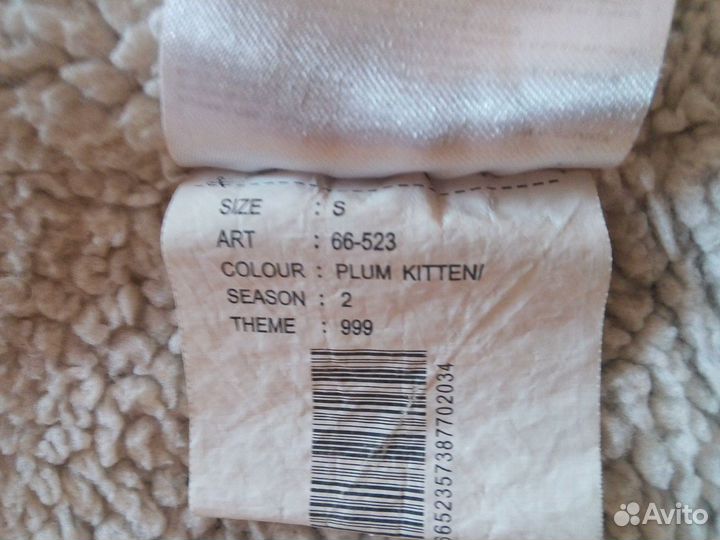 SIZE : S
ART : 66-523
COLOUR : PLUM KITTEN/
SEASON : 2
THEME : 999
6652357387702034
Avito